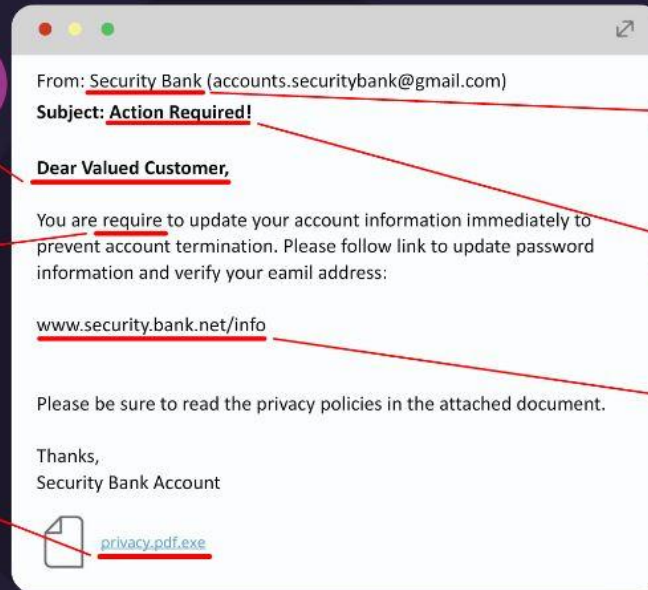 From: Security Bank (accounts.securitybank@gmail.com)
Subject: Action Required!
Dear Valued Customer,
You are require to update your account information immediately to
prevent account termination. Please follow link to update password
information and verify your eamil address:
www.security.bank.net/info
Please be sure to read the privacy policies in the attached document.
Thanks,
Security Bank Account
privacy.pdf.exe